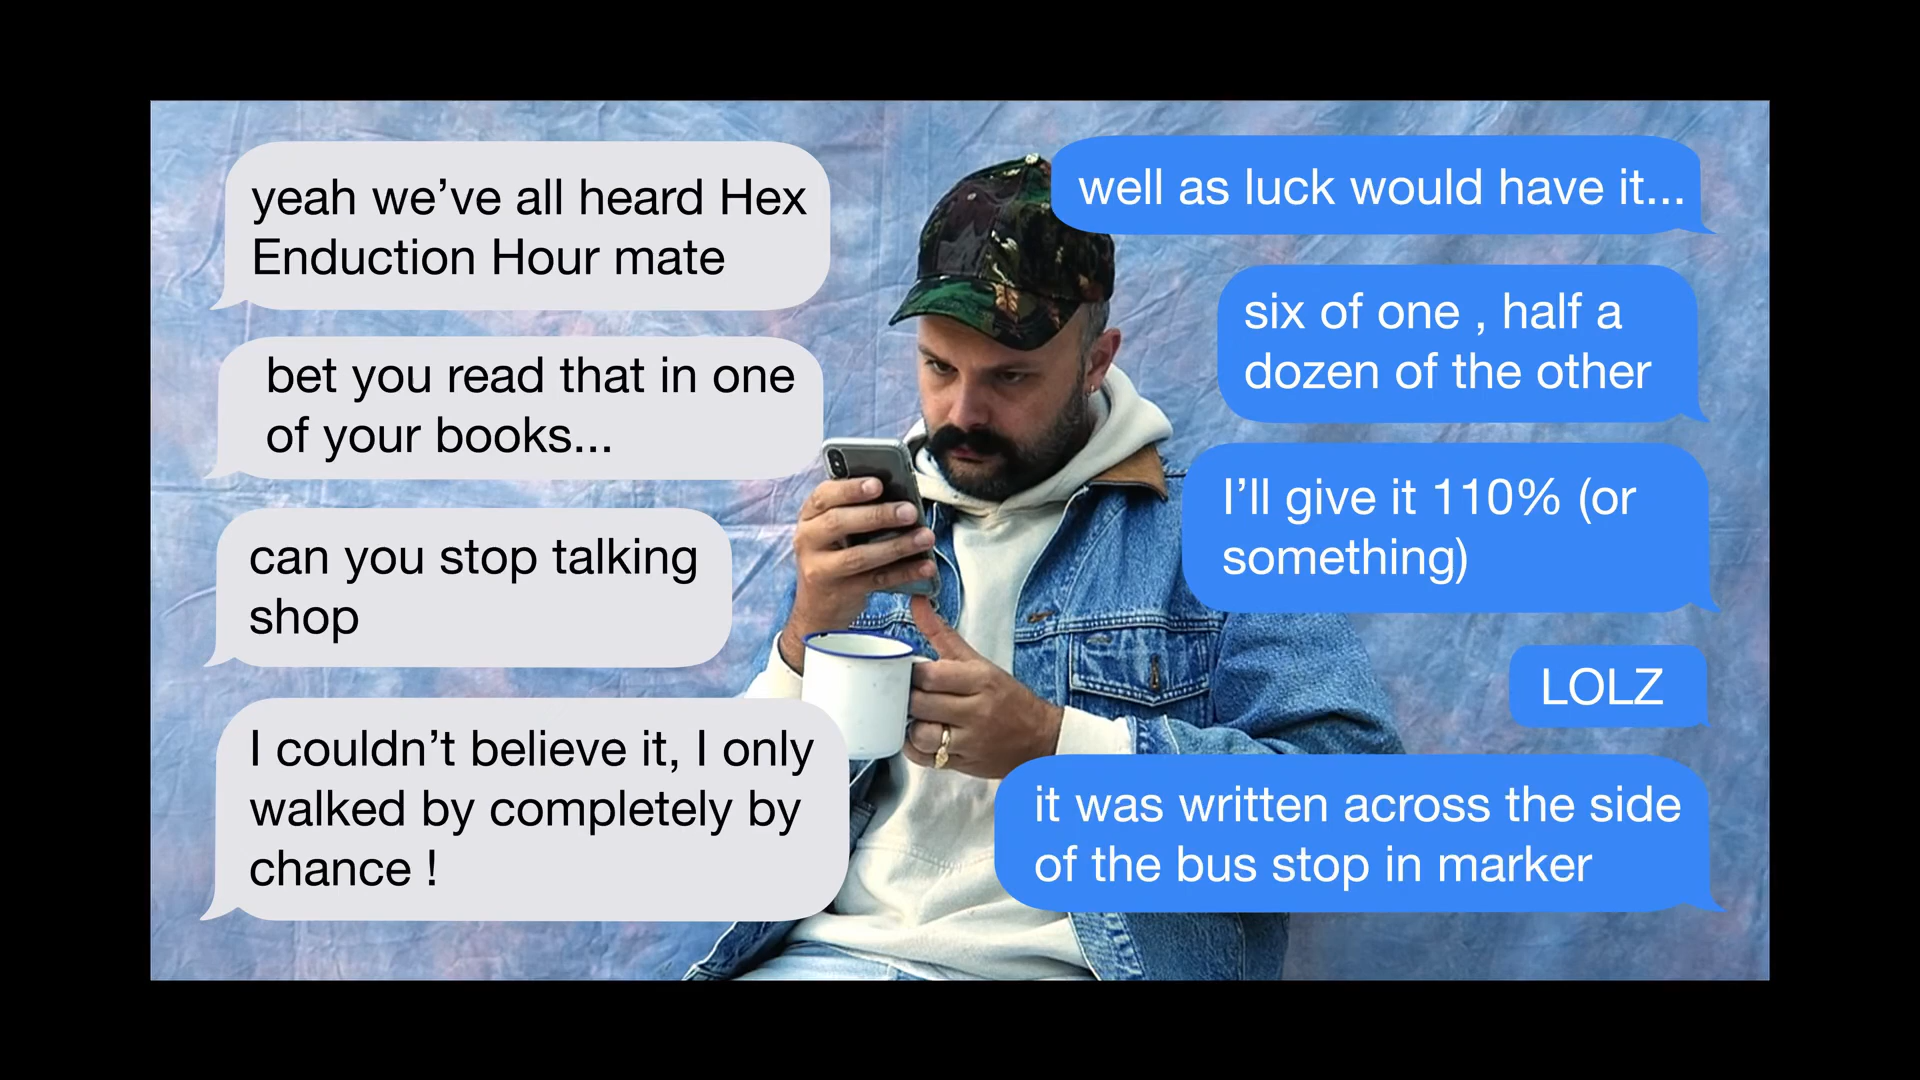 yeah we've all heard Hex
Enduction Hour mate
bet you read that in one
of your books...
can you stop talking
shop
I couldn't believe it, I only
walked by completely by
chance !
well as luck would have it...
six of one , half a
dozen of the other
I'll give it 110% (or
something)
LOLZ
it was written across the side
of the bus stop in marker